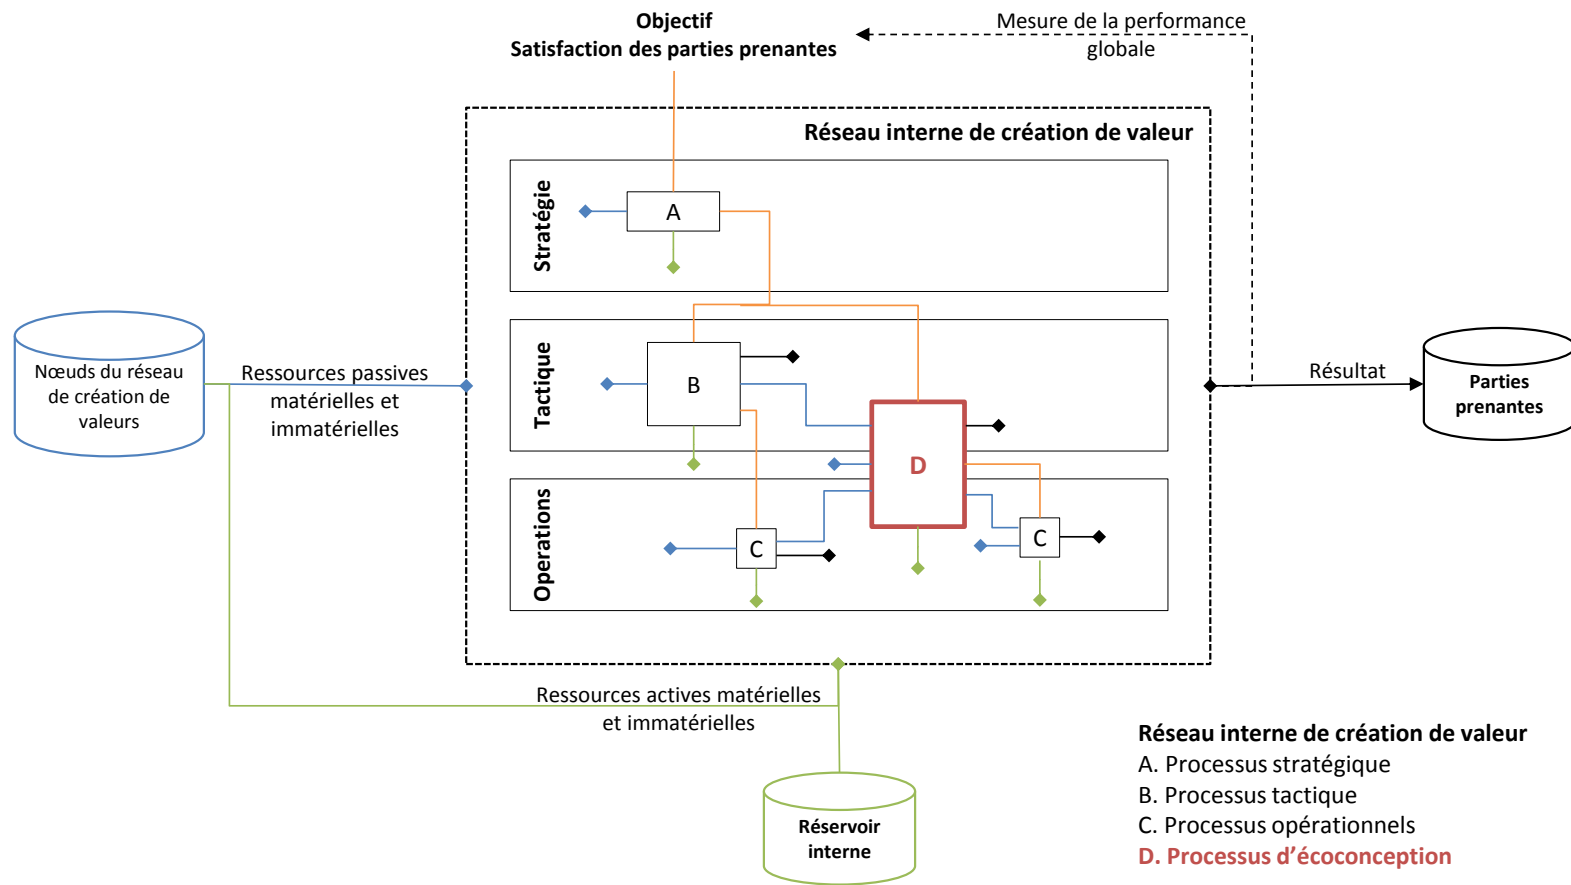 Objectif
Satisfaction des parties prenantes
Mesure de la performance
globale
Réseau interne de création de valeur
Stratégie
A
Tactique
B
D
Operations
C
C
Nœuds du réseau
de création de
valeurs
Ressources passives
matérielles et
immatérielles
Résultat
Parties
prenantes
Ressources actives matérielles
et immatérielles
Réservoir
interne
Réseau interne de création de valeur
A. Processus stratégique
B. Processus tactique
C. Processus opérationnels
D. Processus d'écoconception